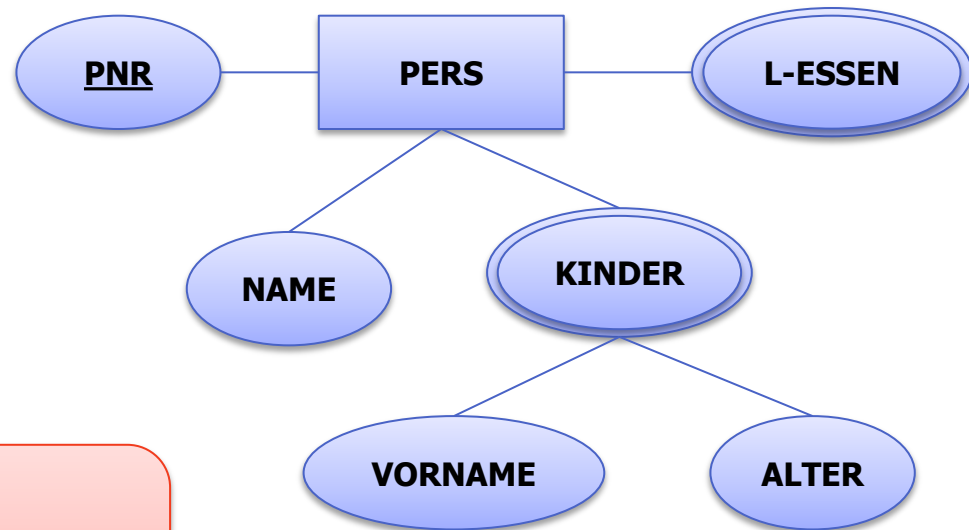 PNR
PERS
L-ESSEN
NAME
KINDER
VORNAME
ALTER